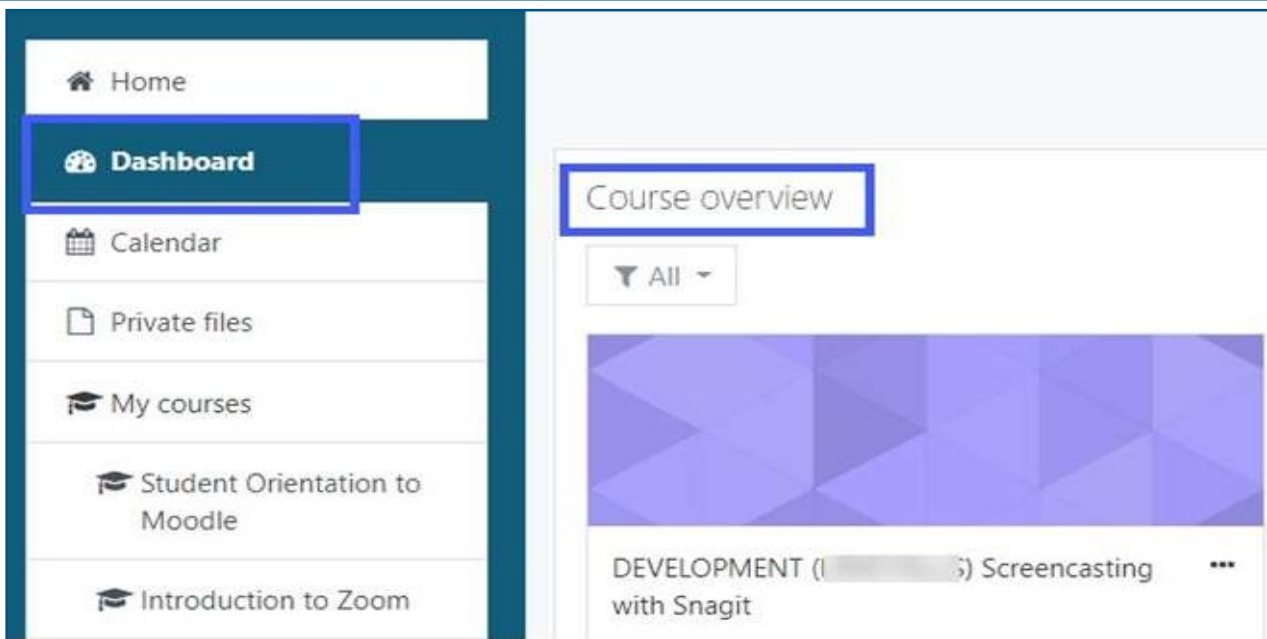 Home
Dashboard
Calendar
Private files
My courses
Student Orientation to
Moodle
Introduction to Zoom
Course overview
All
DEVELOPMENT ( ) Screencasting
with Snagit